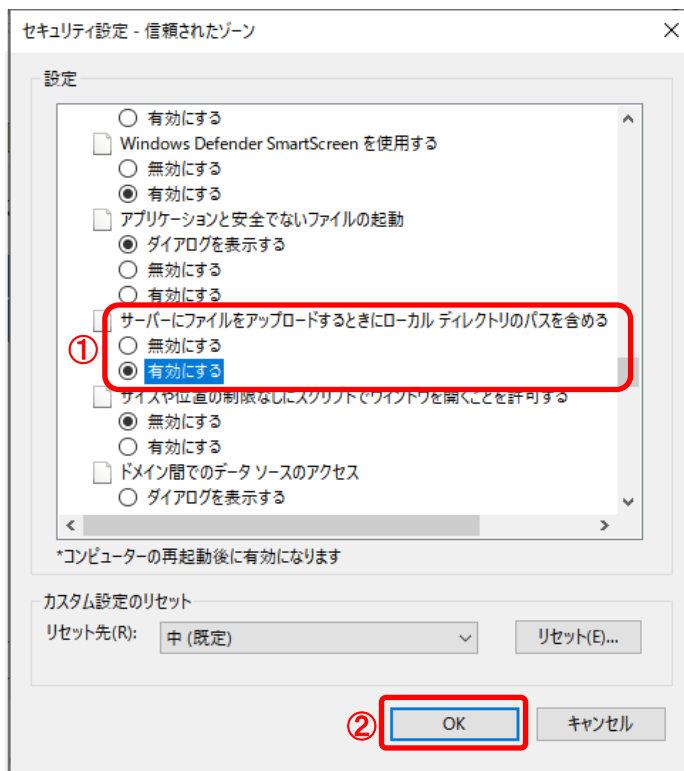 セキュリティ設定 - 信頼されたゾーン
設定
有効にする
Windows Defender SmartScreen を使用する
無効にする
有効にする
アプリケーションと安全でないファイルの起動
ダイアログを表示する
無効にする
有効にする
サーバーにファイルをアップロードするときにローカル ディレクトリのパスを含める
①
無効にする
有効にする
サイズや位置の制限なしにスクリプトでウィンドウを開くことを許可する
無効にする
有効にする
ドメイン間でのデータ ソースのアクセス
ダイアログを表示する
*コンピューターの再起動後に有効になります
カスタム設定のリセット
リセット先(R): 中 (既定) リセット(E)...
② OK キャンセル